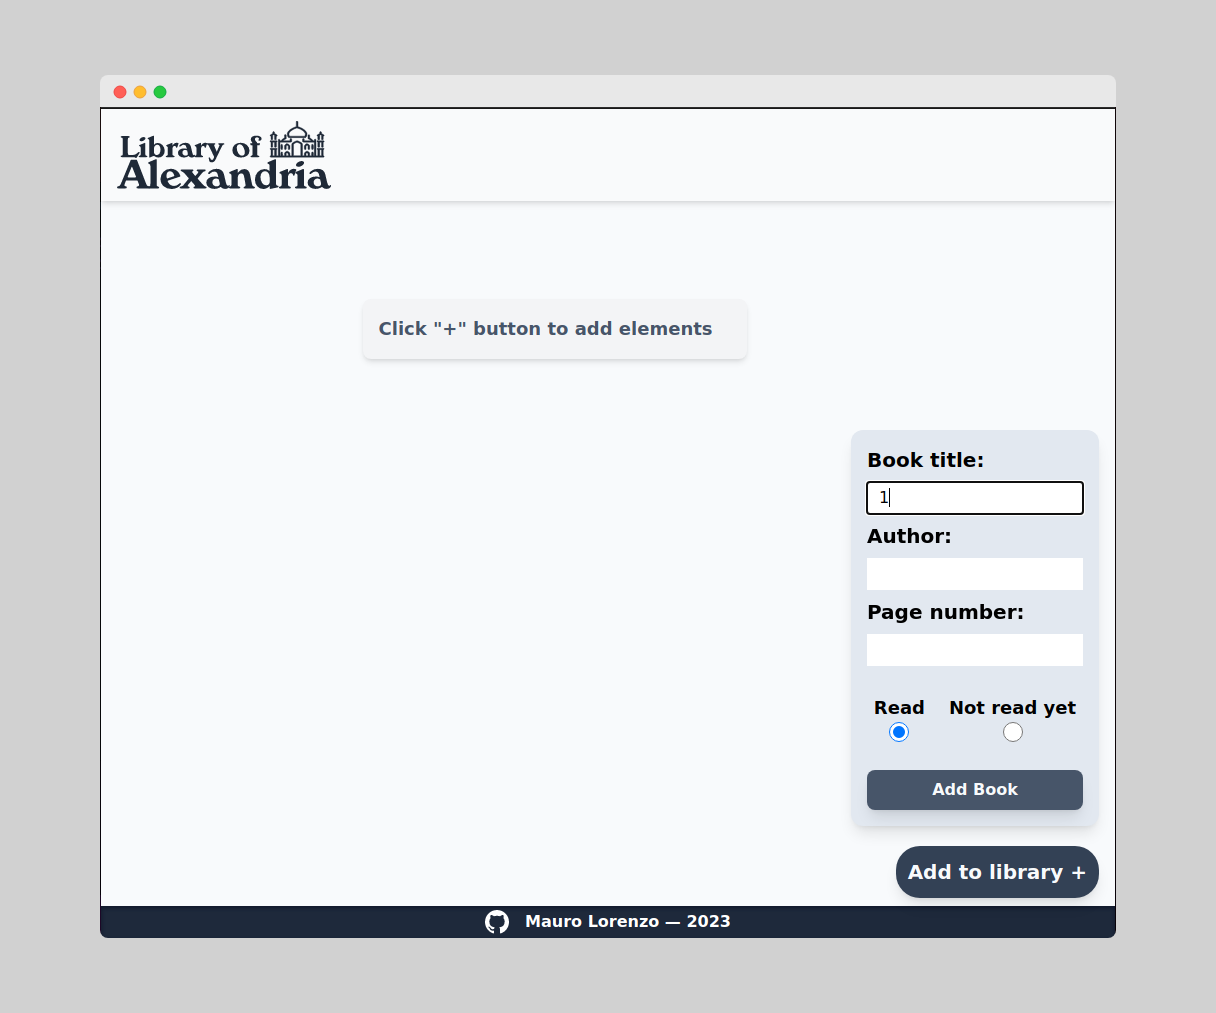 Library of
Alexandria
Click "+" button to add elements
Book title:
1
Author:
Page number:
Read Not read yet
Add Book
Add to library +
Mauro Lorenzo — 2023